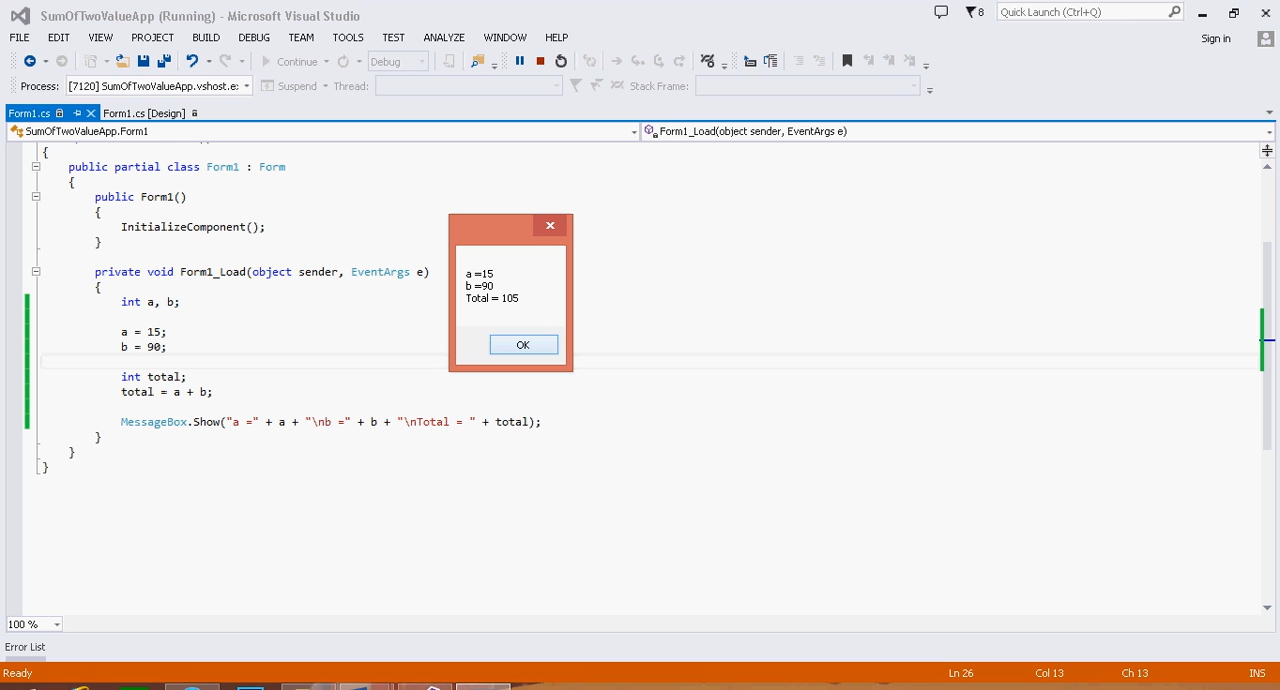 SumOfTwoValueApp (Running) - Microsoft Visual Studio
8
Quick Launch (Ctrl+Q)
FILE EDIT VIEW PROJECT BUILD DEBUG TEAM TOOLS TEST ANALYZE WINDOW HELP
Sign in
Continue Debug
Process: [7120] SumOfTwoValueApp.vshost.e: Suspend Thread: Stack Frame:
Form1.cs Form1.cs [Design]
SumOfTwoValueApp.Form1 Form1_Load(object sender, EventArgs e)
{
public partial class Form1 : Form
{
public Form1()
{
InitializeComponent();
}
private void Form1_Load(object sender, EventArgs e)
{
int a, b;
a = 15;
b = 90;
int total;
total = a + b;
MessageBox.Show("a =" + a + "\nb =" + b + "\nTotal = " + total);
}
}
}
a =15
b =90
Total = 105
OK
100 %
Error List
Ready Ln 26 Col 13 Ch 13 INS